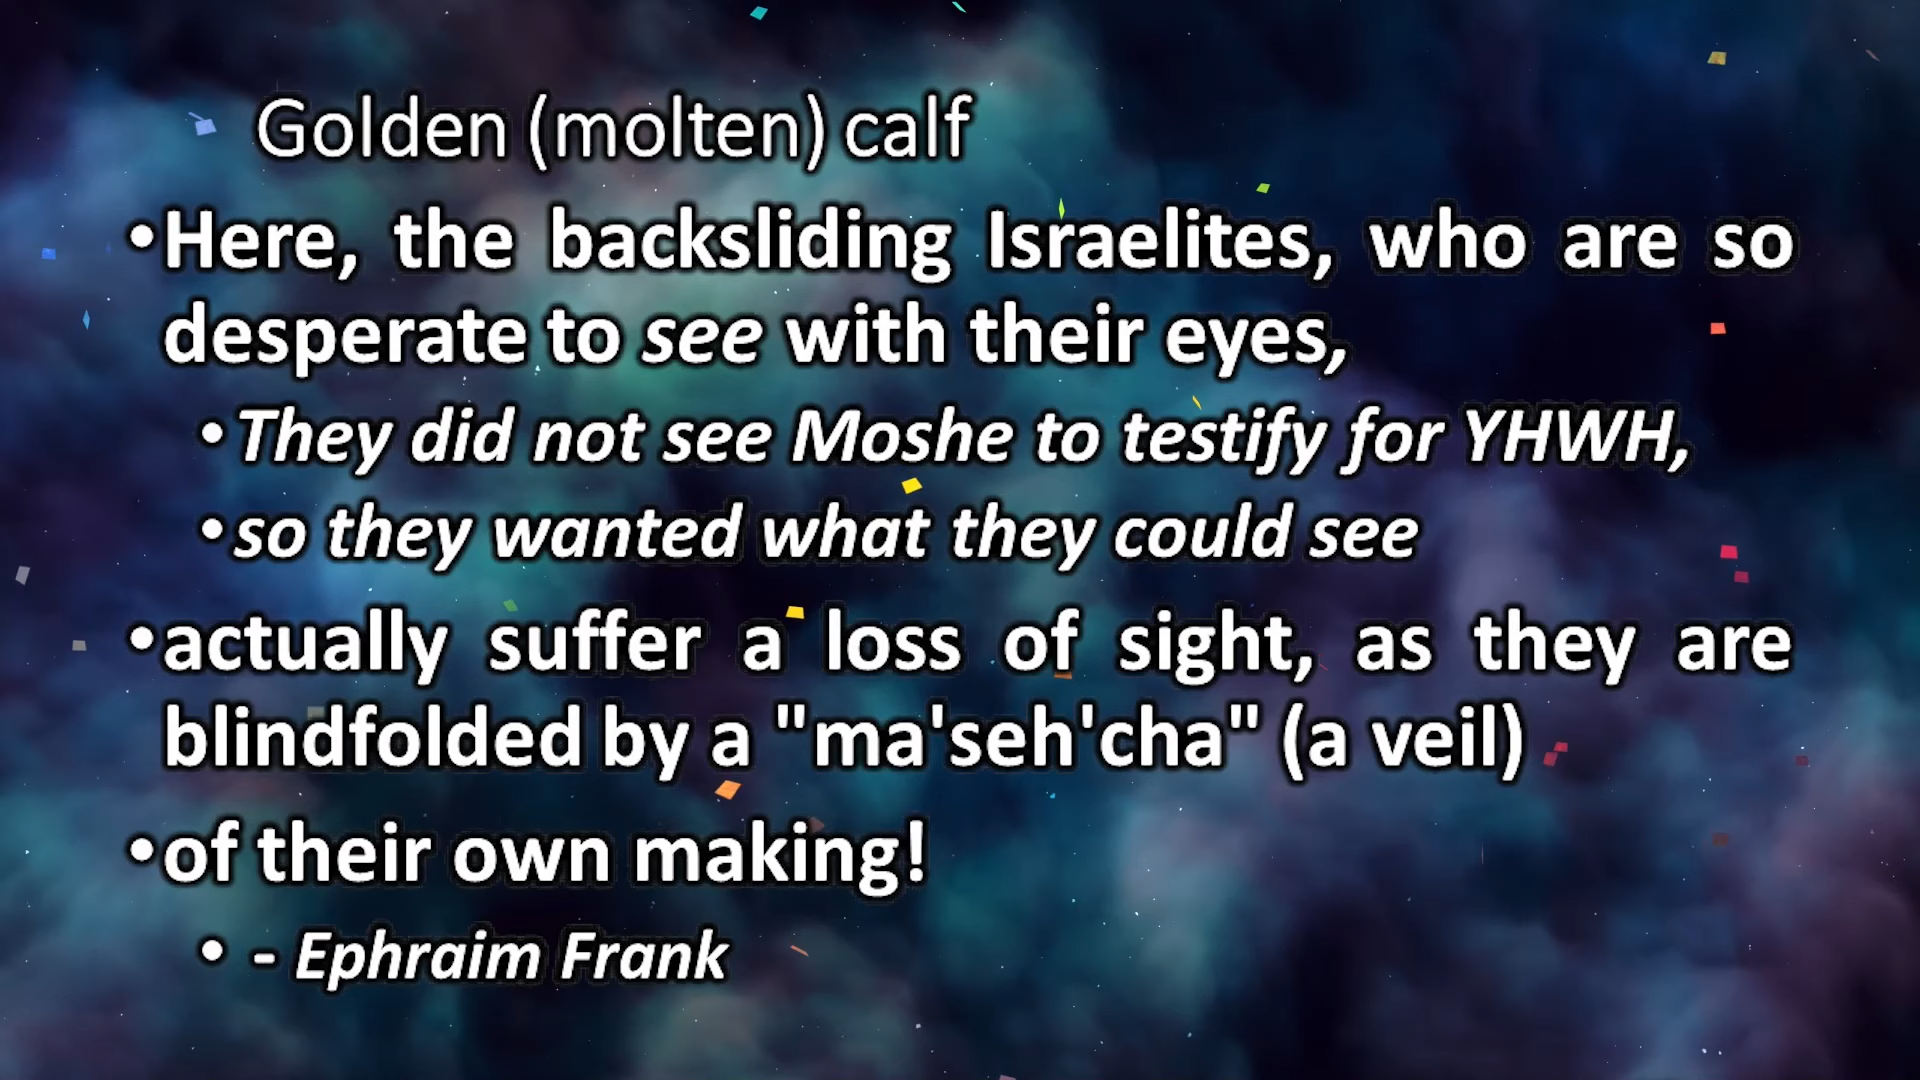 Golden (molten) calf
•Here, the backsliding Israelites, who are so
desperate to see with their eyes,
•They did not see Moshe to testify for YHWH,
•so they wanted what they could see
•actually suffer a loss of sight, as they are
blindfolded by a "ma'seh'cha" (a veil)
•of their own making!
• - Ephraim Frank